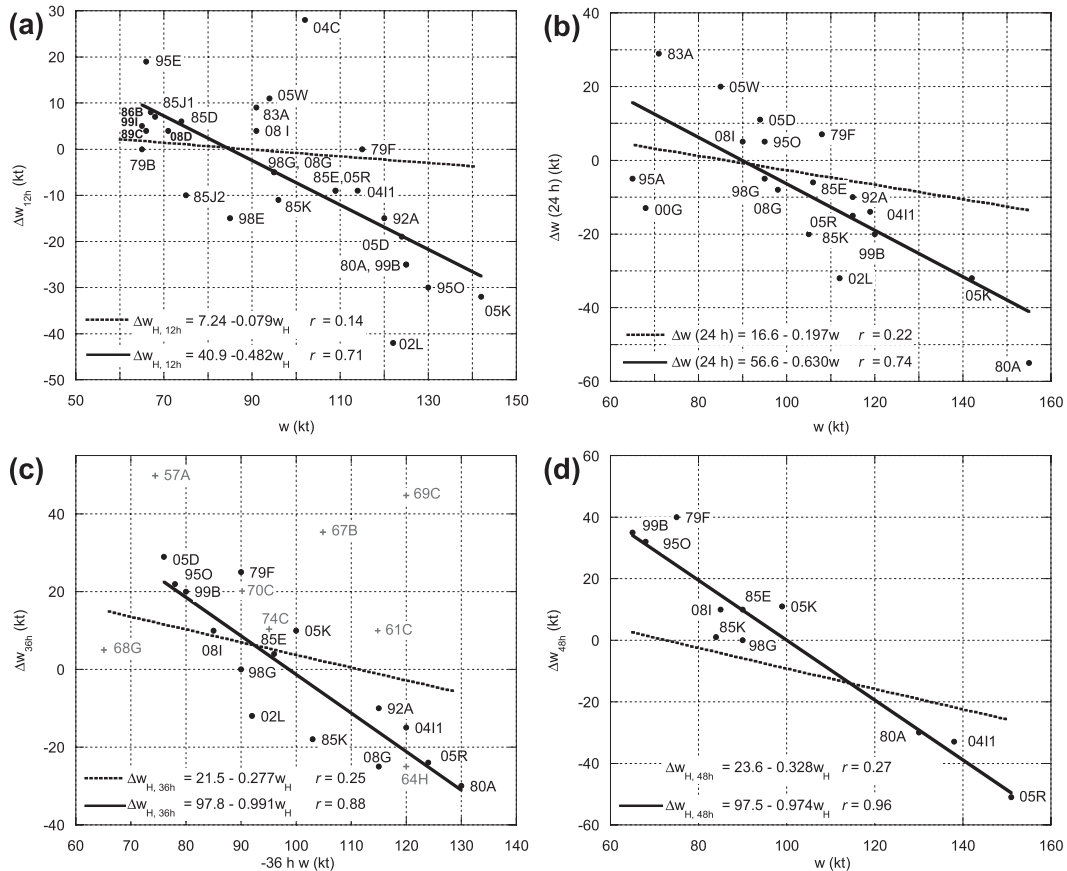 (a)
30
20
10
0
-10
-20
-30
-40
-50
Δw12h (kt)
04C
95E
05W
85J1
86B
99I
89C
85D
08D
83A
08 I
79F
79B
98G, 08G
85E,05R
04I1
85J2
85K
98E
92A
05D
80A, 99B
95O
05K
02L
ΔwH, 12h = 7.24 -0.079wH r = 0.14
ΔwH, 12h = 40.9 -0.482wH r = 0.71
50 60 70 80 90 100 110 120 130 140 150
w (kt)
(b)
40
20
0
-20
-40
-60
Δw (24 h) (kt)
83A
05W
05D
08I
95O
79F
95A
98G
85E
92A
00G
08G
04I1
05R
85K
99B
02L
05K
80A
Δw (24 h) = 16.6 - 0.197w r = 0.22
Δw (24 h) = 56.6 - 0.630w r = 0.74
60 80 100 120 140 160
w (kt)
(c)
40
20
0
-20
-40
Δw36h (kt)
57A
69C
67B
05D
95O
99B
79F
70C
74C
61C
08I
85E
05K
68G
98G
02L
92A
04I1
85K
08G
05R
64H
80A
ΔwH, 36h = 21.5 - 0.277wH r = 0.25
ΔwH, 36h = 97.8 - 0.991wH r = 0.88
60 70 80 90 100 110 120 130 140
-36 h w (kt)
(d)
60
40
20
0
-20
-40
-60
Δw48h (kt)
99B
79F
95O
85E
08I
05K
85K
98G
80A
04I1
05R
ΔwH, 48h = 23.6 - 0.328wH r = 0.27
ΔwH, 48h = 97.5 - 0.974wH r = 0.96
60 80 100 120 140 160
w (kt)